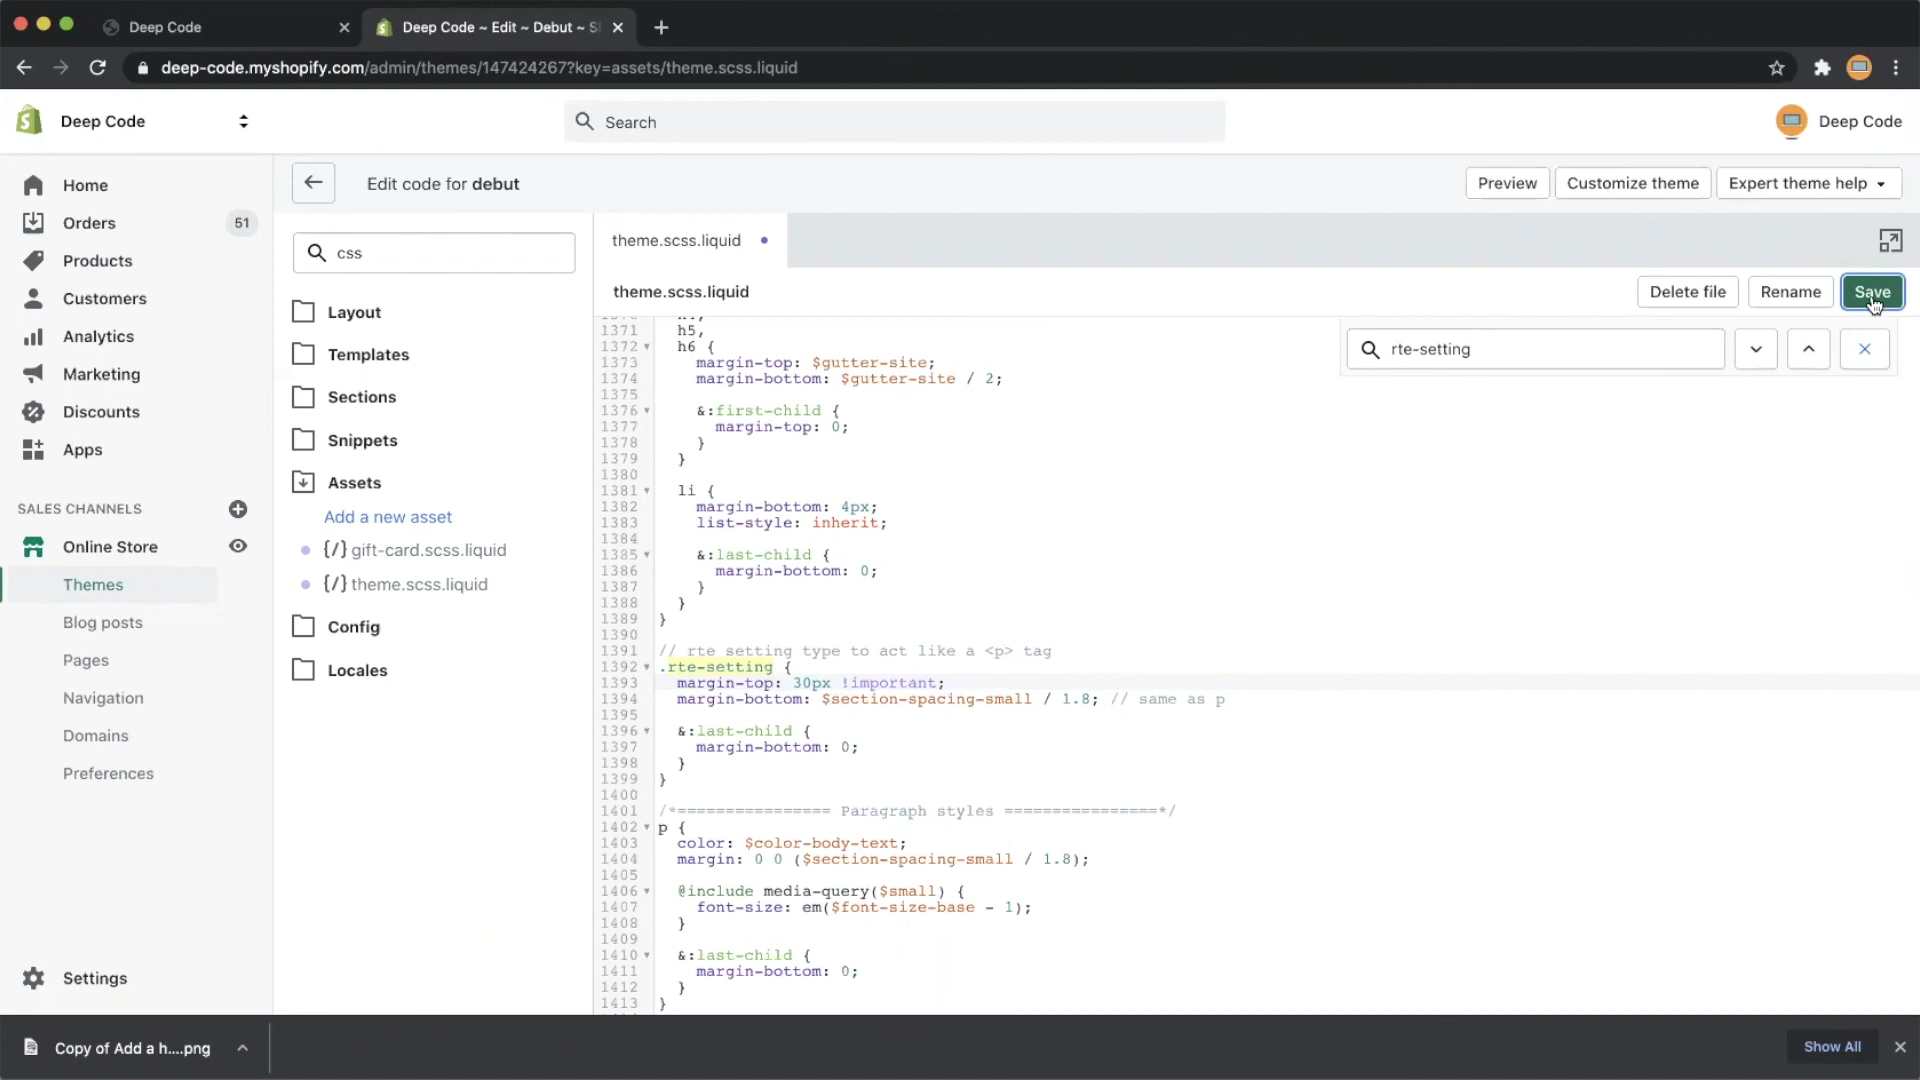 Deep Code
Deep Code ~ Edit ~ Debut ~
deep-code.myshopify.com/admin/themes/147424267?key=assets/theme.scss.liquid
Deep Code
Search
Deep Code
Home
Orders
51
Products
Customers
Analytics
Marketing
Discounts
Apps
SALES CHANNELS
Online Store
Themes
Blog posts
Pages
Navigation
Domains
Preferences
Settings
Edit code for debut
Preview
Customize theme
Expert theme help
css
Layout
Templates
Sections
Snippets
Assets
Add a new asset
{/} gift-card.scss.liquid
{/} theme.scss.liquid
Config
Locales
theme.scss.liquid
theme.scss.liquid
Delete file
Rename
Save
rte-setting
1371 h5,
1372 h6 {
1373 margin-top: $gutter-site;
1374 margin-bottom: $gutter-site / 2;
1375
1376 &:first-child {
1377 margin-top: 0;
1378 }
1379 }
1380
1381 li {
1382 margin-bottom: 4px;
1383 list-style: inherit;
1384
1385 &:last-child {
1386 margin-bottom: 0;
1387 }
1388 }
1389 }
1390
1391 // rte setting type to act like a <p> tag
1392 .rte-setting {
1393 margin-top: 30px !important;
1394 margin-bottom: $section-spacing-small / 1.8; // same as p
1395
1396 &:last-child {
1397 margin-bottom: 0;
1398 }
1399 }
1400
1401 /*================ Paragraph styles ================*/
1402 p {
1403 color: $color-body-text;
1404 margin: 0 0 ($section-spacing-small / 1.8);
1405
1406 @include media-query($small) {
1407 font-size: em($font-size-base - 1);
1408 }
1409
1410 &:last-child {
1411 margin-bottom: 0;
1412 }
1413 }
Copy of Add a h....png
Show All